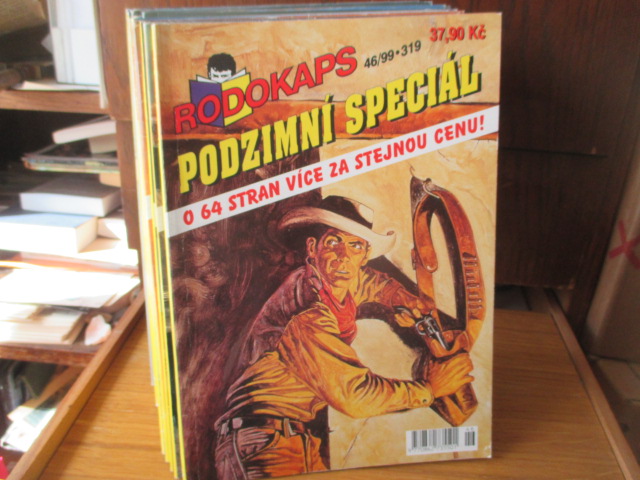 37,90 Kč
46/99•319
RODOKAPS
PODZIMNÍ SPECIÁL
O 64 STRAN VÍCE ZA STEJNOU CENU!